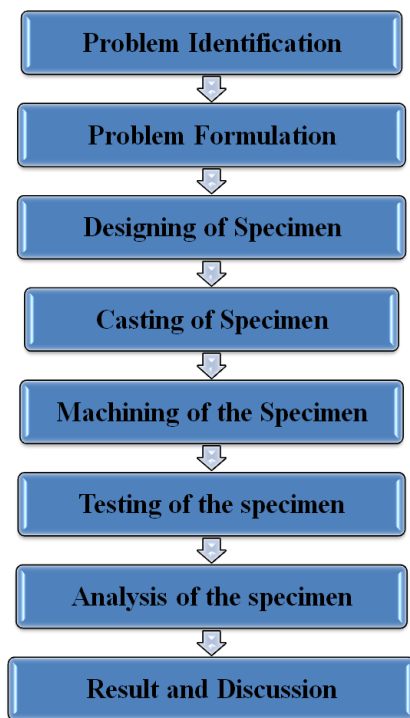 Problem Identification
Problem Formulation
Designing of Specimen
Casting of Specimen
Machining of the Specimen
Testing of the specimen
Analysis of the specimen
Result and Discussion